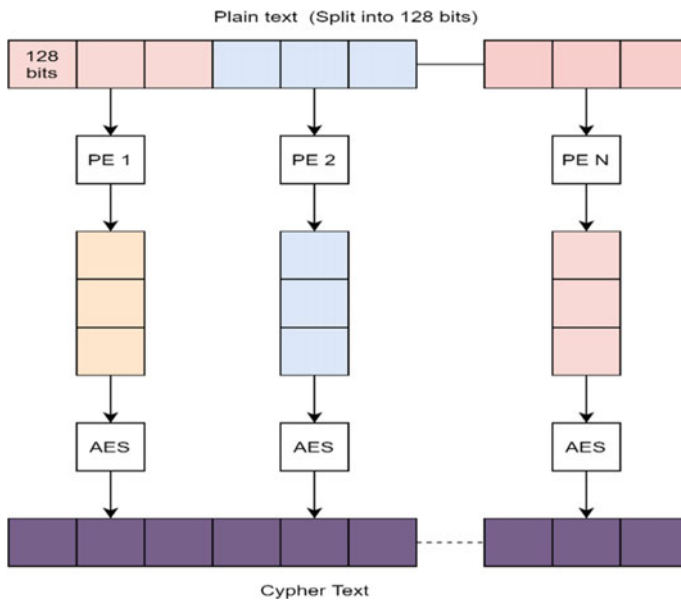 Plain text (Split into 128 bits)
128
bits
PE 1
PE 2
PE N
AES
AES
AES
Cypher Text